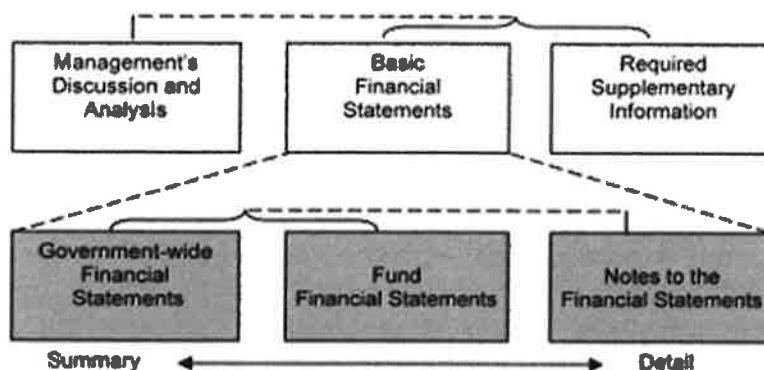 Management's
Discussion and
Analysis
Basic
Financial
Statements
Required
Supplementary
Information
Government-wide
Financial
Statements
Fund
Financial Statements
Notes to the
Financial Statements
Summary
Detail